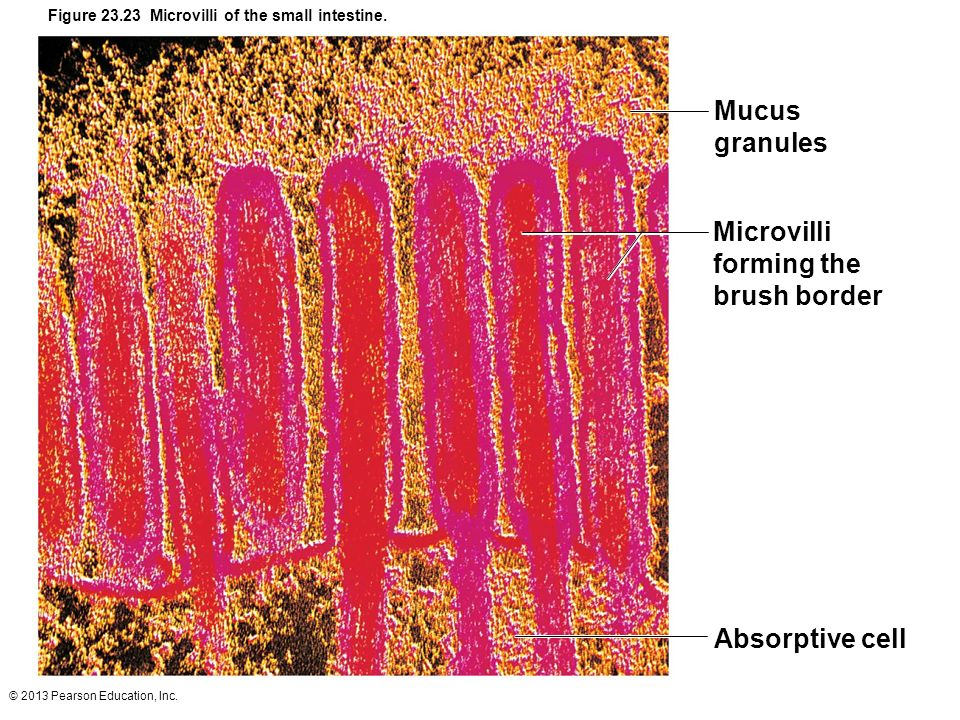 Figure 23.23 Microvilli of the small intestine.
Mucus
granules
Microvilli
forming the
brush border
Absorptive cell
© 2013 Pearson Education, Inc.